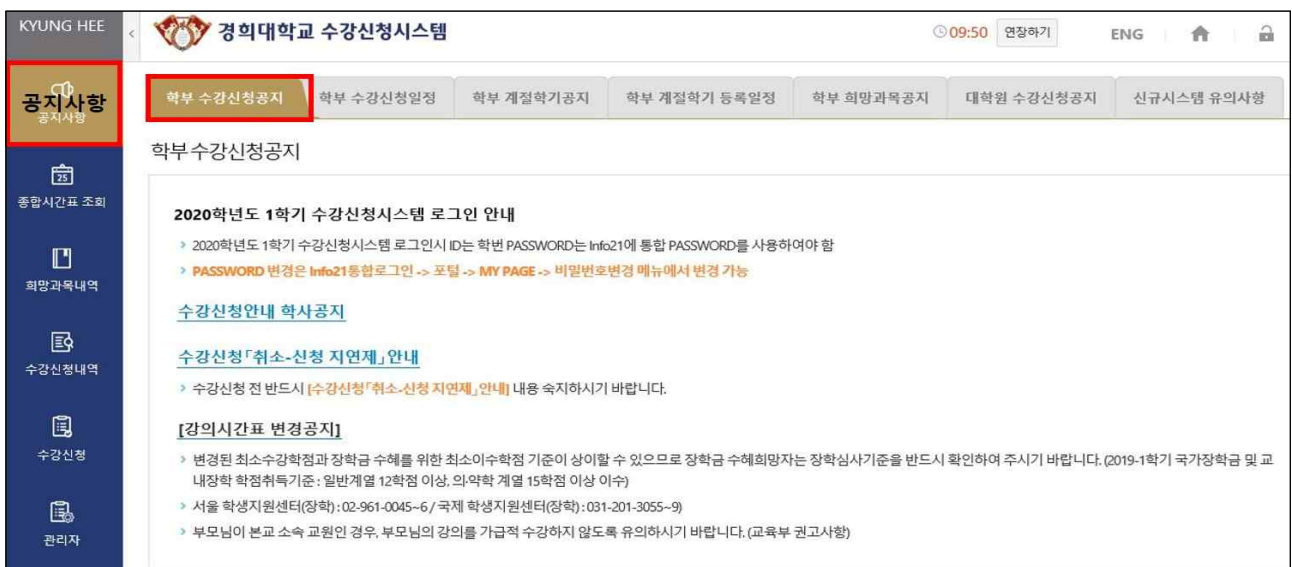 KYUNG HEE
<
경희대학교 수강신청시스템
09:50 연장하기
ENG
공지사항
공지사항
25
종합시간표 조회
희망과목내역
수강신청내역
수강신청
관리자
학부 수강신청공지
학부 수강신청일정
학부 계절학기공지
학부 계절학기 등록일정
학부 희망과목공지
대학원 수강신청공지
신규시스템 유의사항
학부 수강신청공지
2020학년도 1학기 수강신청시스템 로그인 안내
> 2020학년도 1학기 수강신청시스템 로그인시 ID는 학번 PASSWORD는 Info21에 통합 PASSWORD를 사용하여야 함
> PASSWORD 변경은 Info21통합로그인 -> 포털 -> MY PAGE -> 비밀번호변경 메뉴에서 변경 가능
수강신청안내 학사공지
수강신청「취소-신청 지연제」안내
> 수강신청 전 반드시 [수강신청「취소-신청 지연제」안내] 내용 숙지하시기 바랍니다.
[강의시간표 변경공지]
> 변경된 최소수강학점과 장학금 수혜를 위한 최소이수학점 기준이 상이할 수 있으므로 장학금 수혜희망자는 장학심사기준을 반드시 확인하여 주시기 바랍니다. (2019-1학기 국가장학금 및 교
내장학 학점취득기준 : 일반계열 12학점 이상, 의·약학 계열 15학점 이상 이수)
> 서울 학생지원센터(장학) : 02-961-0045~6 / 국제 학생지원센터(장학) : 031-201-3055~9)
> 부모님이 본교 소속 교원인 경우, 부모님의 강의를 가급적 수강하지 않도록 유의하시기 바랍니다. (교육부 권고사항)